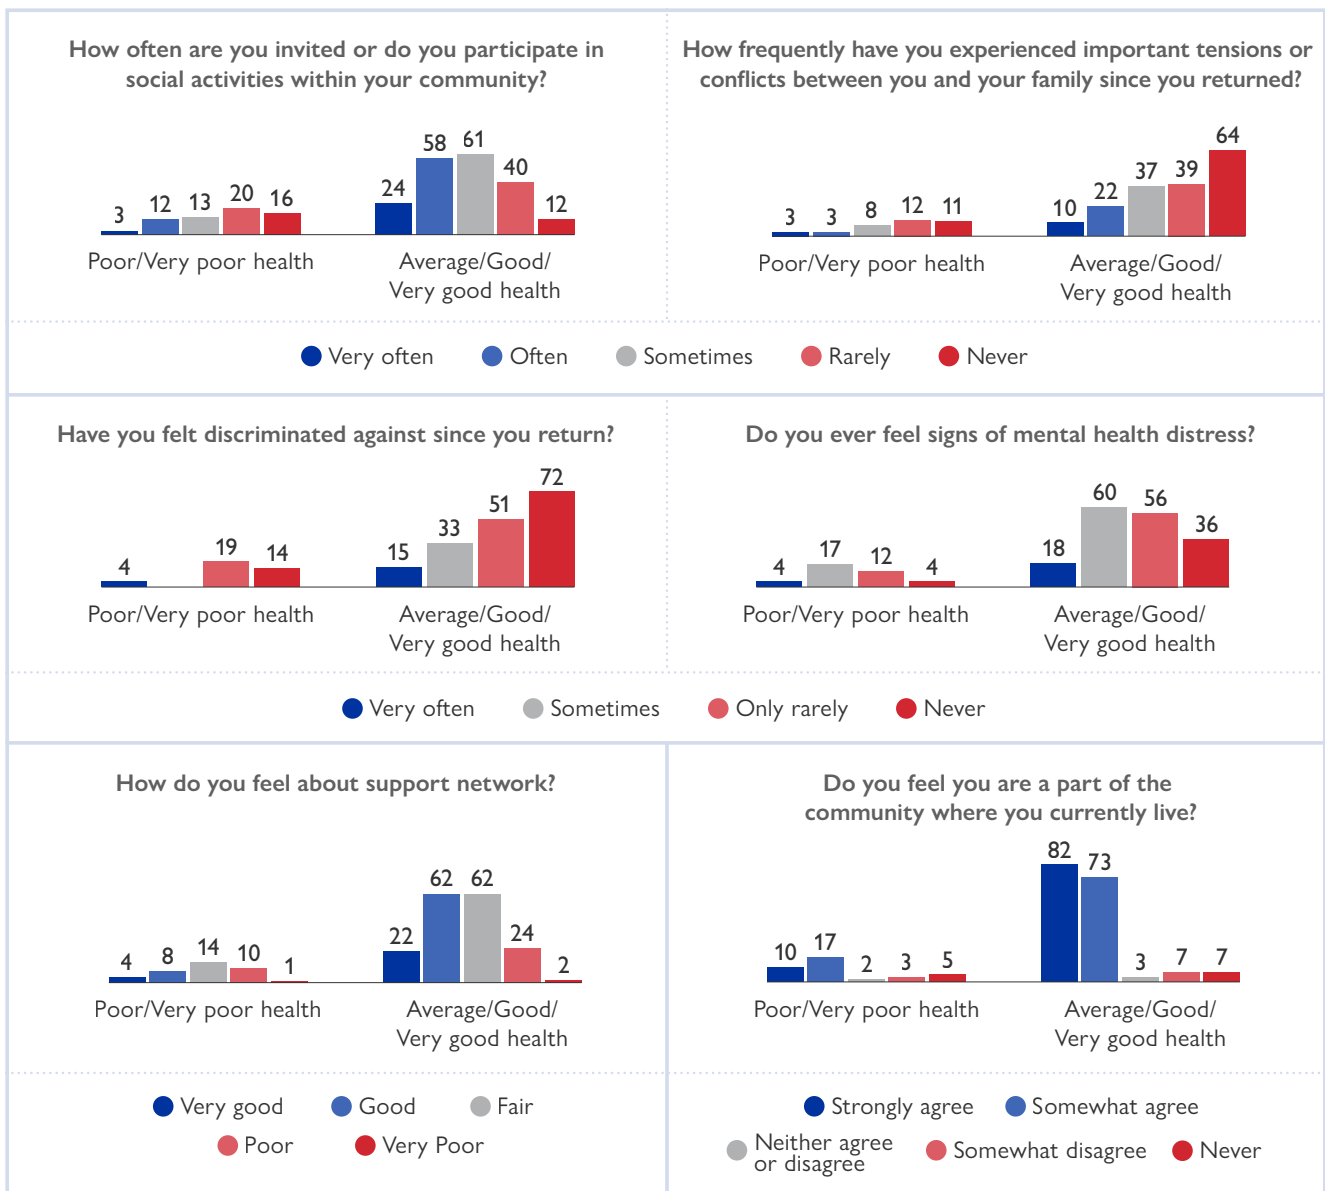 How often are you invited or do you participate in
social activities within your community?
3
12
13
20
16
24
58
61
40
12
Poor/Very poor health
Average/Good/
Very good health
How frequently have you experienced important tensions or
conflicts between you and your family since you returned?
3
3
8
12
11
10
22
37
39
64
Poor/Very poor health
Average/Good/
Very good health
Very often
Often
Sometimes
Rarely
Never
Have you felt discriminated against since you return?
4
19
14
15
33
51
72
Poor/Very poor health
Average/Good/
Very good health
Do you ever feel signs of mental health distress?
4
17
12
4
18
60
56
36
Poor/Very poor health
Average/Good/
Very good health
Very often
Sometimes
Only rarely
Never
How do you feel about support network?
4
8
14
10
1
22
62
62
24
2
Poor/Very poor health
Average/Good/
Very good health
Very good
Good
Fair
Poor
Very Poor
Do you feel you are a part of the
community where you currently live?
10
17
2
3
5
82
73
3
7
7
Poor/Very poor health
Average/Good/
Very good health
Strongly agree
Somewhat agree
Neither agree
or disagree
Somewhat disagree
Never